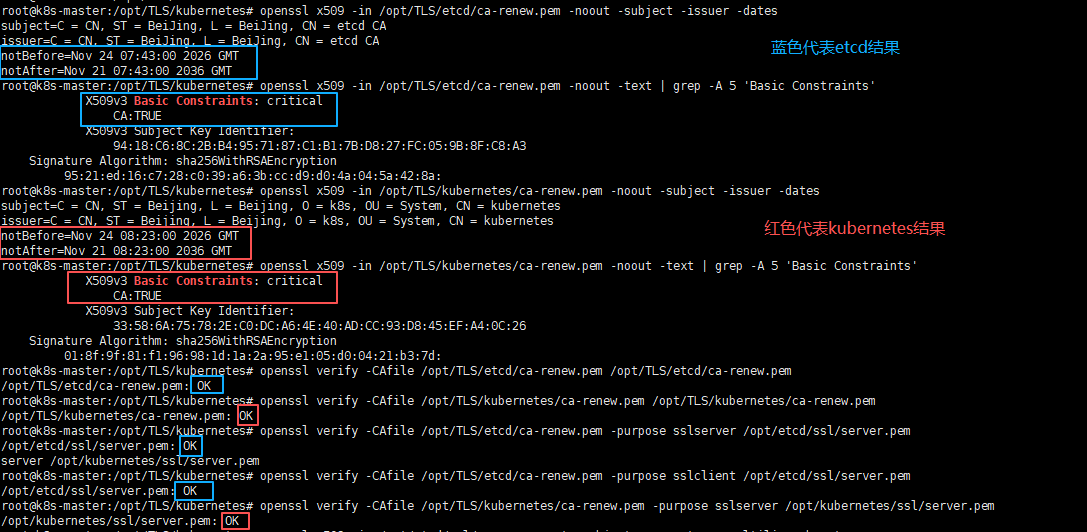 root@k8s-master:/opt/TLS/kubernetes# openssl x509 -in /opt/TLS/etcd/ca-renew.pem -noout -subject -issuer -dates
subject=C = CN, ST = BeiJing, L = BeiJing, CN = etcd CA
issuer=C = CN, ST = BeiJing, L = BeiJing, CN = etcd CA
蓝色代表etcd结果
notBefore=Nov 24 07:43:00 2026 GMT
notAfter=Nov 21 07:43:00 2036 GMT
root@k8s-master:/opt/TLS/kubernetes# openssl x509 -in /opt/TLS/etcd/ca-renew.pem -noout -text | grep -A 5 'Basic Constraints'
X509v3 Basic Constraints: critical
CA:TRUE
X509v3 Subject Key Identifier:
94:18:C6:8C:2B:B4:95:71:87:C1:B1:7B:D8:27:FC:05:9B:8F:C8:A3
Signature Algorithm: sha256WithRSAEncryption
95:21:ed:16:c7:28:c0:39:a6:3b:cc:d9:d0:4a:04:5a:42:8a:
root@k8s-master:/opt/TLS/kubernetes# openssl x509 -in /opt/TLS/kubernetes/ca-renew.pem -noout -subject -issuer -dates
subject=C = CN, ST = Beijing, L = Beijing, O = k8s, OU = System, CN = kubernetes
issuer=C = CN, ST = Beijing, L = Beijing, O = k8s, OU = System, CN = kubernetes
红色代表kubernetes结果
notBefore=Nov 24 08:23:00 2026 GMT
notAfter=Nov 21 08:23:00 2036 GMT
root@k8s-master:/opt/TLS/kubernetes# openssl x509 -in /opt/TLS/kubernetes/ca-renew.pem -noout -text | grep -A 5 'Basic Constraints'
X509v3 Basic Constraints: critical
CA:TRUE
X509v3 Subject Key Identifier:
33:58:6A:75:78:2E:C0:DC:A6:4E:40:AD:CC:93:D8:45:EF:A4:0C:26
Signature Algorithm: sha256WithRSAEncryption
01:8f:9f:81:f1:96:98:1d:1a:2a:95:e1:05:d0:04:21:b3:7d:
root@k8s-master:/opt/TLS/kubernetes# openssl verify -CAfile /opt/TLS/etcd/ca-renew.pem /opt/TLS/etcd/ca-renew.pem
/opt/TLS/etcd/ca-renew.pem: OK
root@k8s-master:/opt/TLS/kubernetes# openssl verify -CAfile /opt/TLS/kubernetes/ca-renew.pem /opt/TLS/kubernetes/ca-renew.pem
/opt/TLS/kubernetes/ca-renew.pem: OK
root@k8s-master:/opt/TLS/kubernetes# openssl verify -CAfile /opt/TLS/etcd/ca-renew.pem -purpose sslserver /opt/etcd/ssl/server.pem
/opt/etcd/ssl/server.pem: OK
server /opt/kubernetes/ssl/server.pem
root@k8s-master:/opt/TLS/kubernetes# openssl verify -CAfile /opt/TLS/etcd/ca-renew.pem -purpose sslclient /opt/etcd/ssl/server.pem
/opt/etcd/ssl/server.pem: OK
root@k8s-master:/opt/TLS/kubernetes# openssl verify -CAfile /opt/TLS/kubernetes/ca-renew.pem -purpose sslserver /opt/kubernetes/ssl/server.pem
/opt/kubernetes/ssl/server.pem: OK